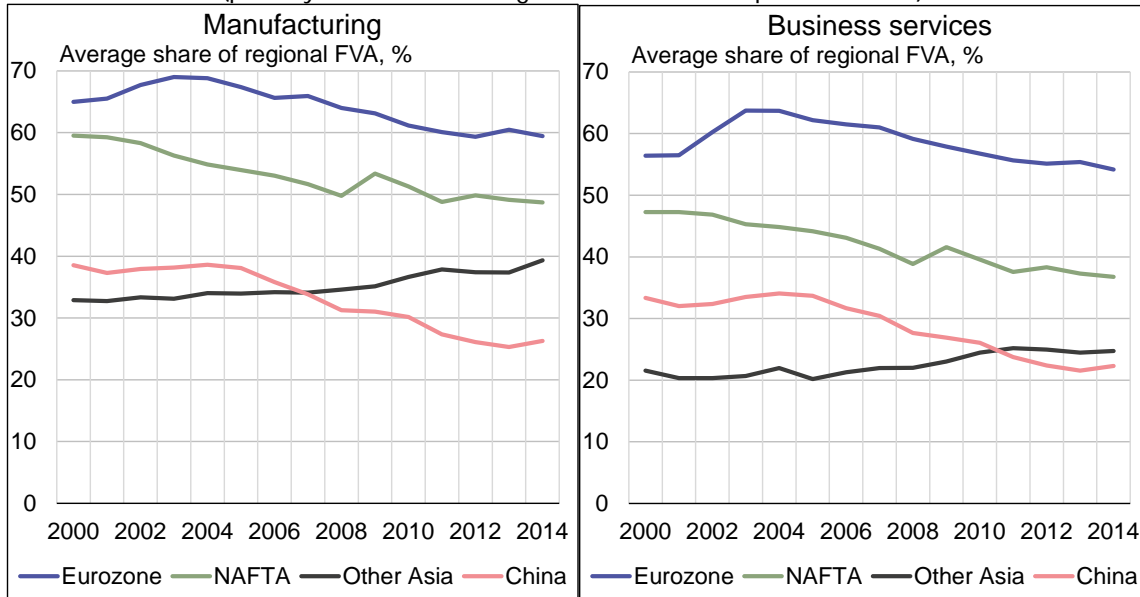 Manufacturing
Average share of regional FVA, %
70
60
50
40
30
20
10
0
2000 2002 2004 2006 2008 2010 2012 2014
Eurozone NAFTA Other Asia China
Business services
Average share of regional FVA, %
70
60
50
40
30
20
10
0
2000 2002 2004 2006 2008 2010 2012 2014
Eurozone NAFTA Other Asia China